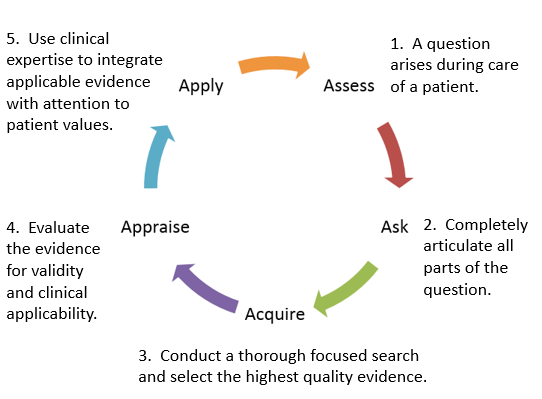 1.  A question
arises during care
of a patient.
Assess
2.  Completely
articulate all
parts of the
question.
Ask
Acquire
3.  Conduct a thorough focused search
and select the highest quality evidence.
Appraise
4.  Evaluate
the evidence
for validity
and clinical
applicability.
Apply
5.  Use clinical
expertise to integrate
applicable evidence
with attention to
patient values.